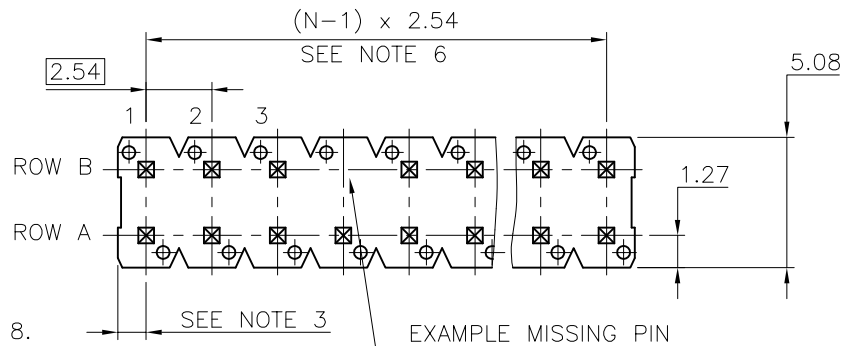 (N-1) x 2.54
SEE NOTE 6
2.54
5.08
1 2 3
ROW B
1.27
ROW A
8.
SEE NOTE 3
EXAMPLE MISSING PIN